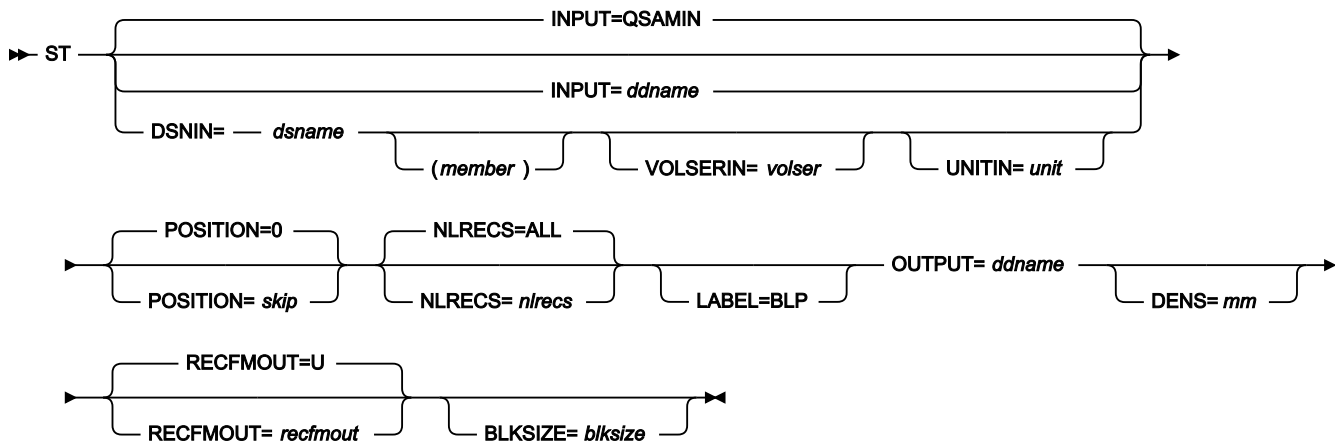 INPUT=QSAMIN
ST
INPUT= ddname
DSNIN= dsname
(member )
VOLSERIN= volser
UNITIN= unit
POSITION=0
NLRECS=ALL
OUTPUT= ddname
POSITION= skip
NLRECS= nlrecs
LABEL=BLP
DENS= mm
RECFMOUT=U
RECFMOUT= recfmout
BLKSIZE= blksize